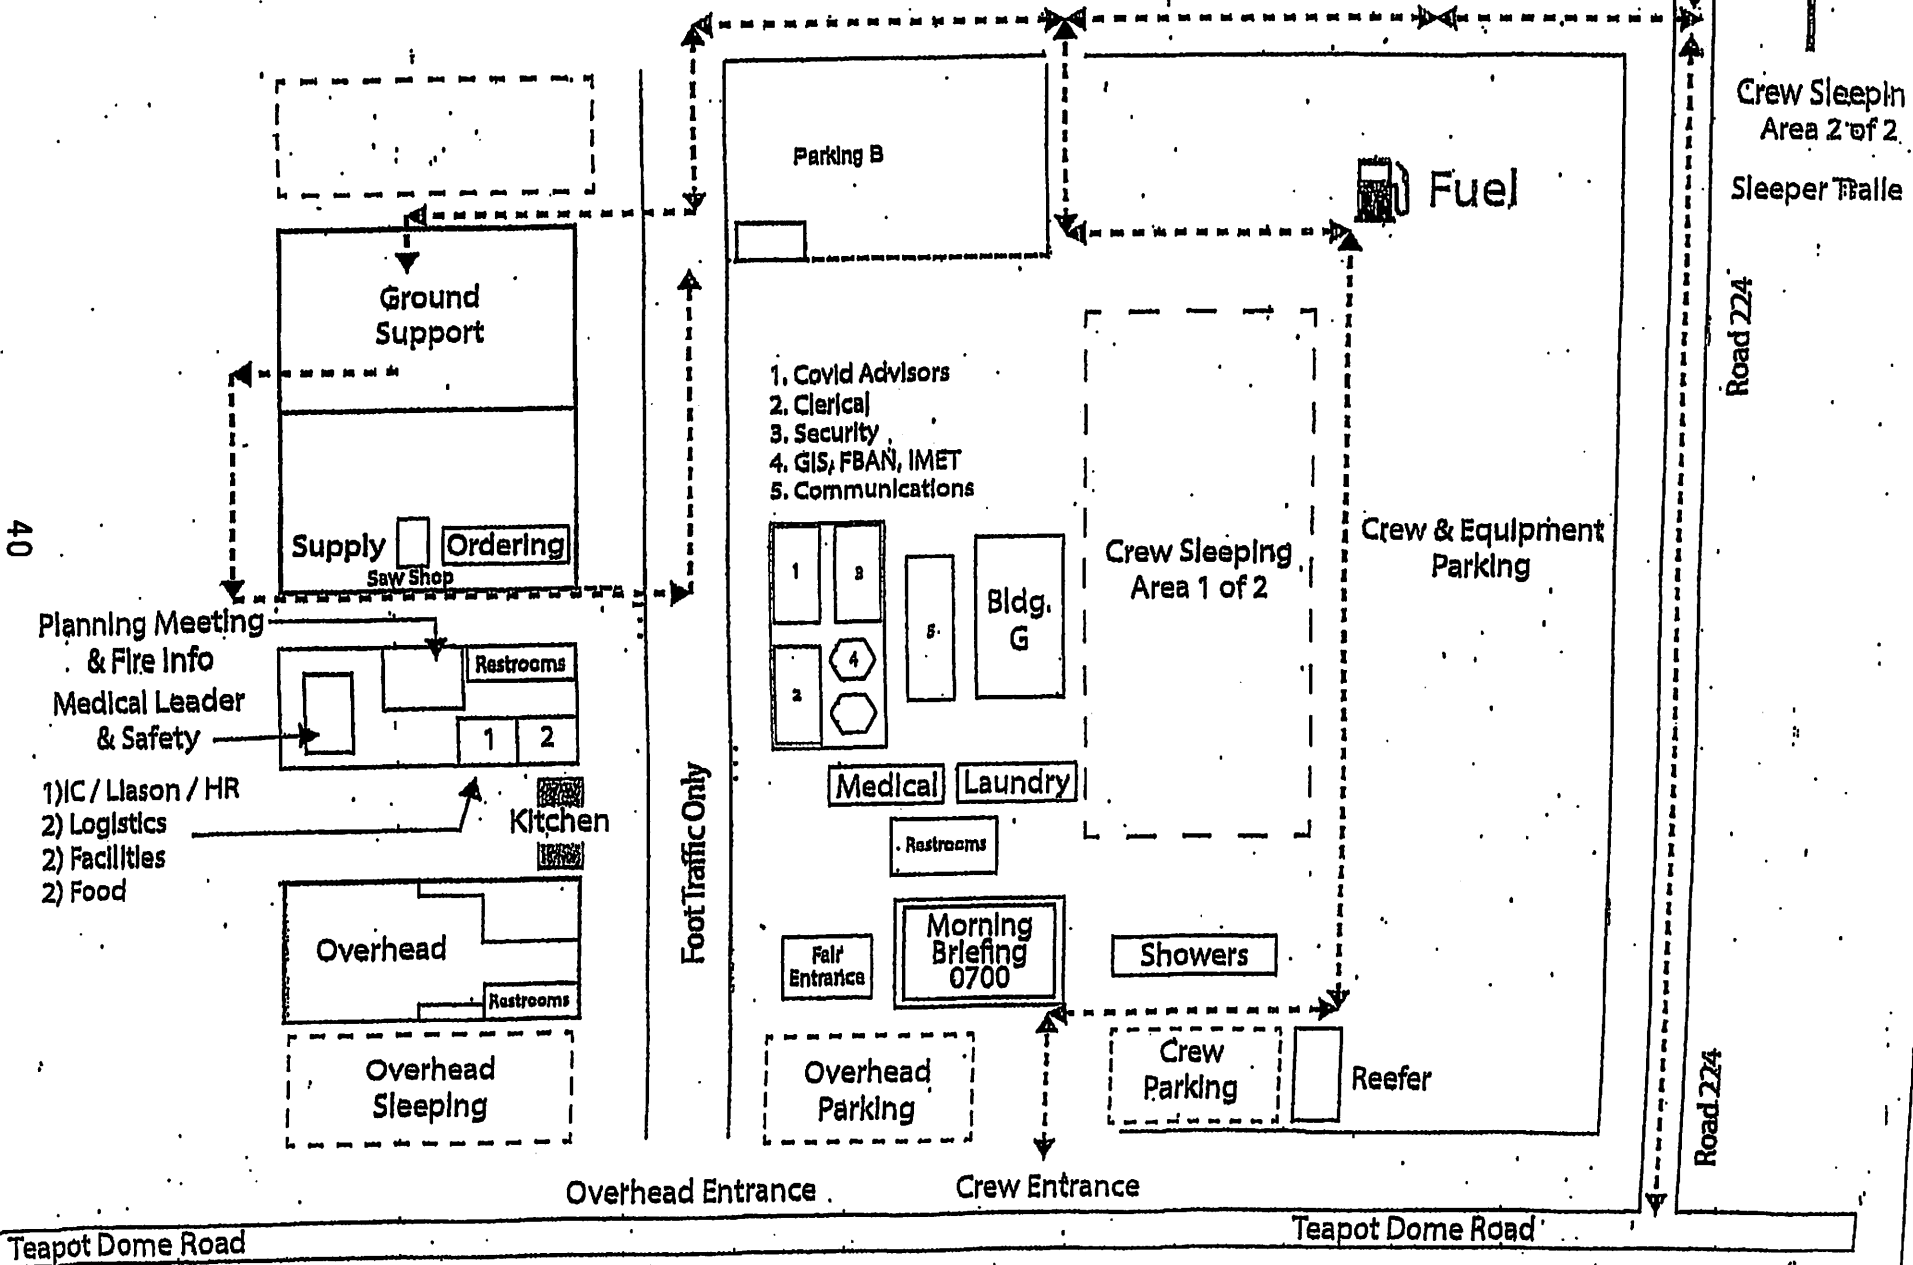 Crew Sleepin
Area 2 of 2
Sleeper Traile
Parking B
Fuel
Ground
Support
Road 224
1. Covid Advisors
2. Clerical
3. Security
4. GIS, FBAN, IMET
5. Communications
40
Supply
Ordering
Saw Shop
1
3
5
Bldg.
G
Crew Sleeping
Area 1 of 2
Crew & Equipment
Parking
Planning Meeting
& Fire Info
Restrooms
4
2
Medical Leader
& Safety
1
2
1)IC / Liason / HR
2) Logistics
2) Facilities
2) Food
Kitchen
Foot Traffic Only
Medical
Laundry
Restrooms
Overhead
Restrooms
Fair
Entrance
Morning
Briefing
0700
Showers
Overhead
Sleeping
Overhead
Parking
Crew
Parking
Reefer
Road 224
Overhead Entrance
Crew Entrance
Teapot Dome Road
Teapot Dome Road